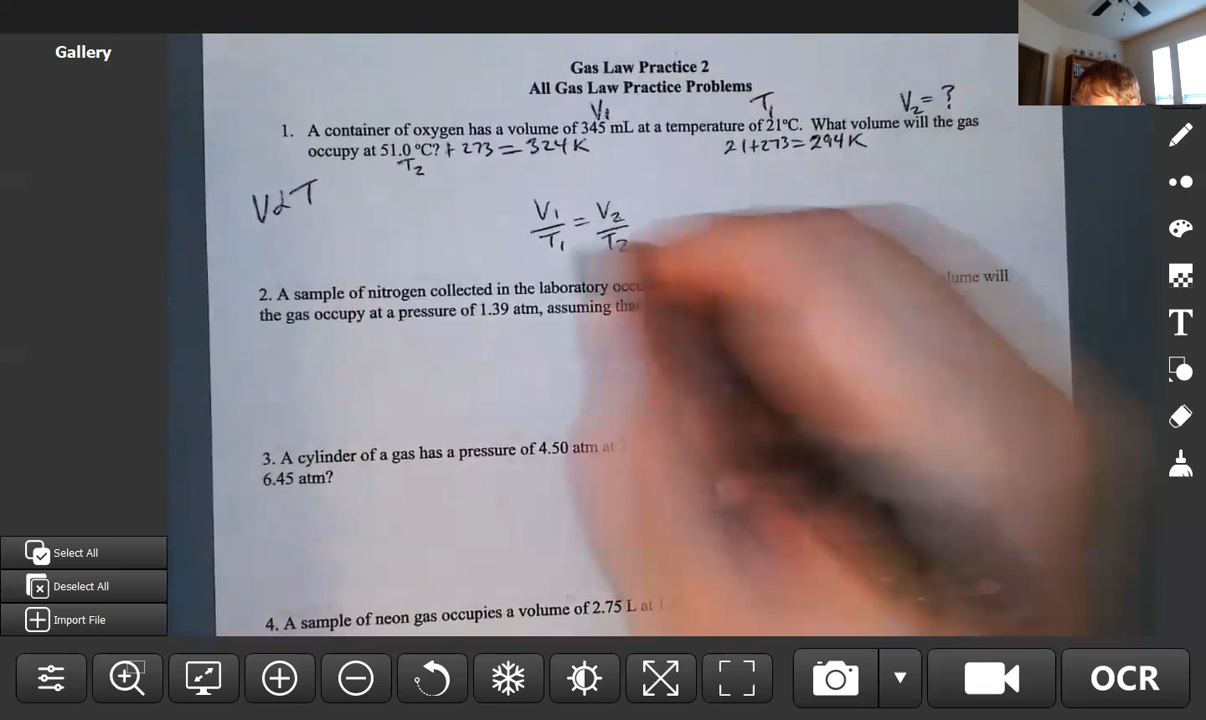 Gallery
Gas Law Practice 2
All Gas Law Practice Problems
V1 T1 V2 = ?
1. A container of oxygen has a volume of 345 mL at a temperature of 21ºC. What volume will the gas
occupy at 51.0 ºC? + 273 = 324 K 21+273=294K
T2
V α T
V1/T1 = V2/T2
2. A sample of nitrogen collected in the laboratory will
the gas occupy at a pressure of 1.39 atm, assuming
3. A cylinder of a gas has a pressure of 4.50 atm at
6.45 atm?
4. A sample of neon gas occupies a volume of 2.75 L at
Select All
Deselect All
Import File
T
OCR